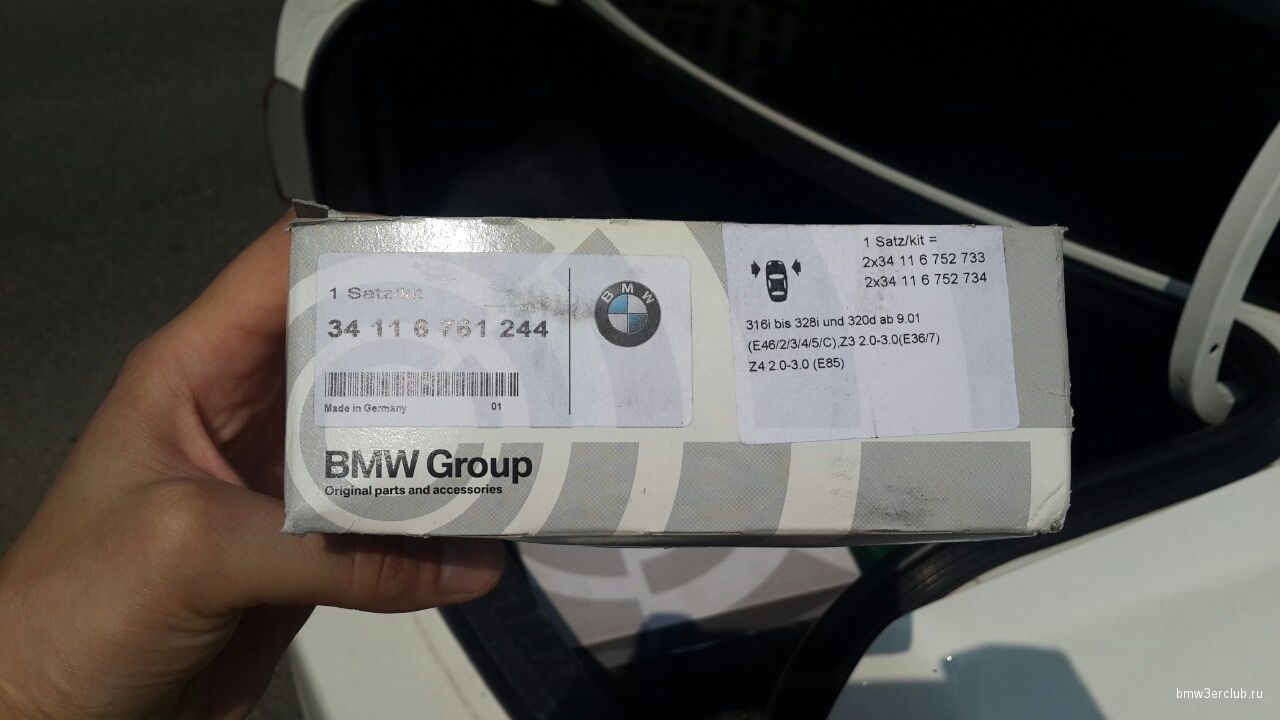 1 Satz/kit
34 11 6 761 244
Made in Germany 01
BMW Group
Original parts and accessories
BMW
1 Satz/kit =
2x34 11 6 752 733
2x34 11 6 752 734
316i bis 328i und 320d ab 9.01
(E46/2/3/4/5/C),Z3 2.0-3.0(E36/7)
Z4 2.0-3.0 (E85)
bmw3erclub.ru